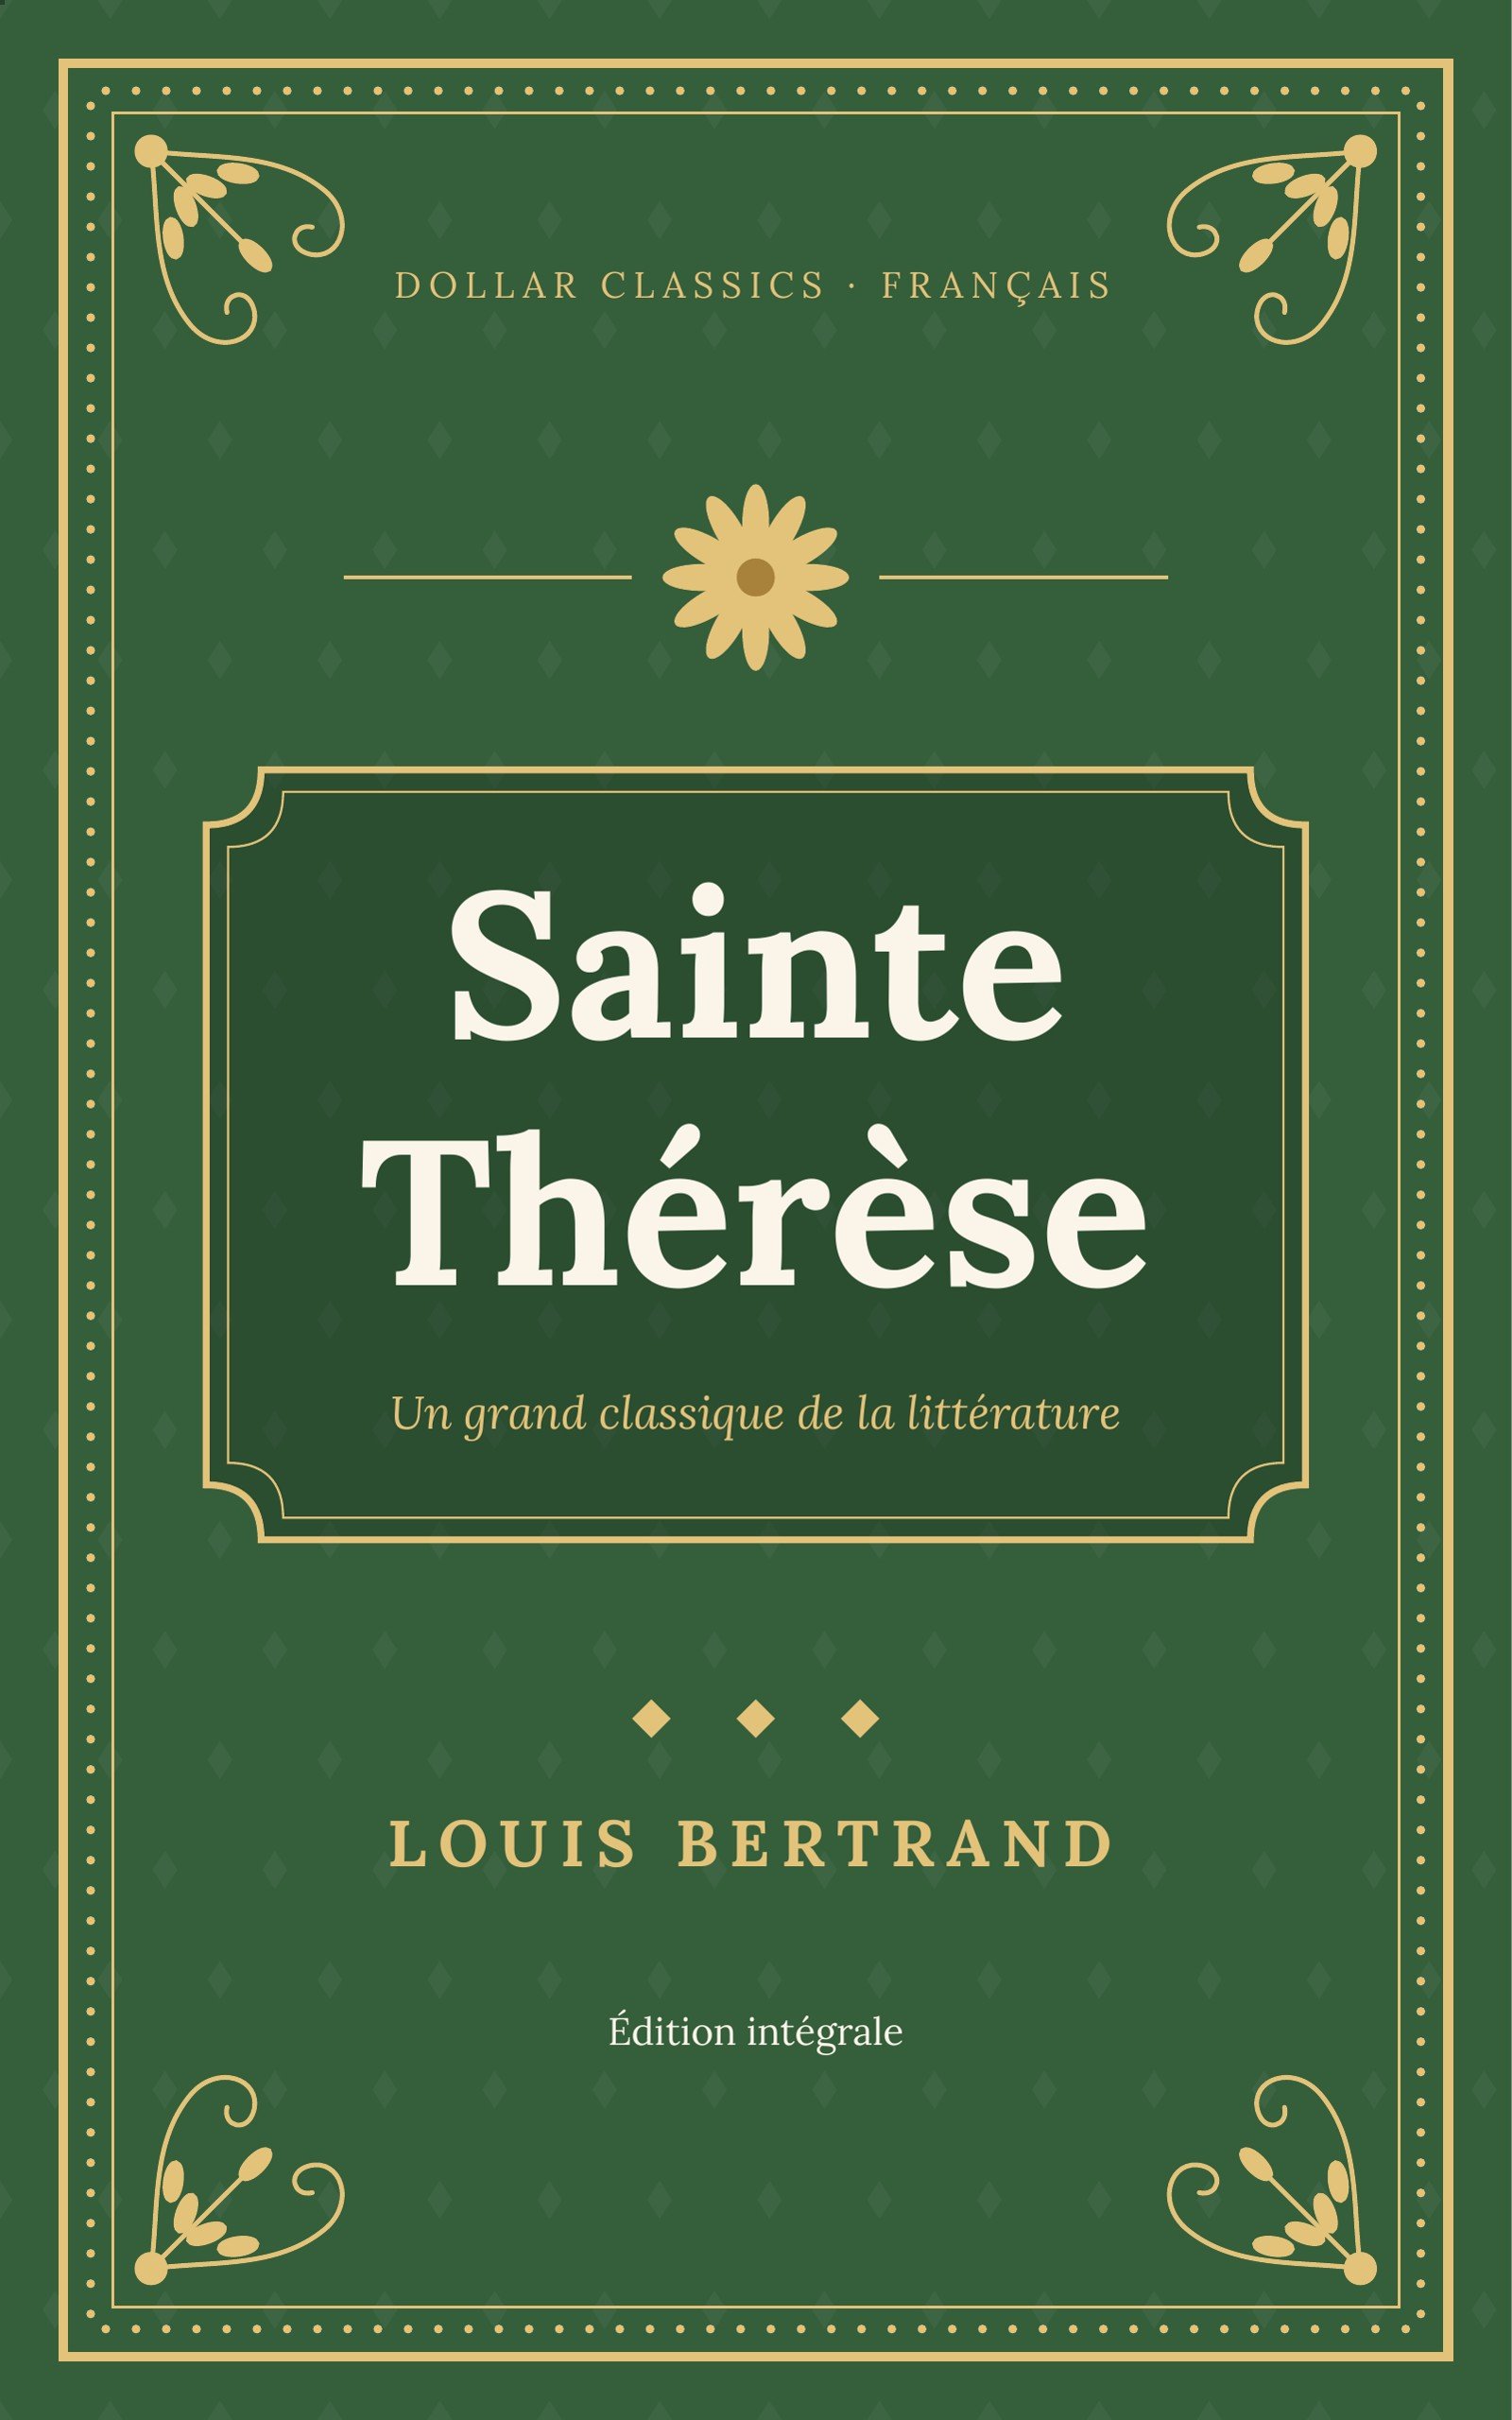 DOLLAR CLASSICS · FRANÇAIS
Sainte
Thérèse
Un grand classique de la littérature
LOUIS BERTRAND
Édition intégrale